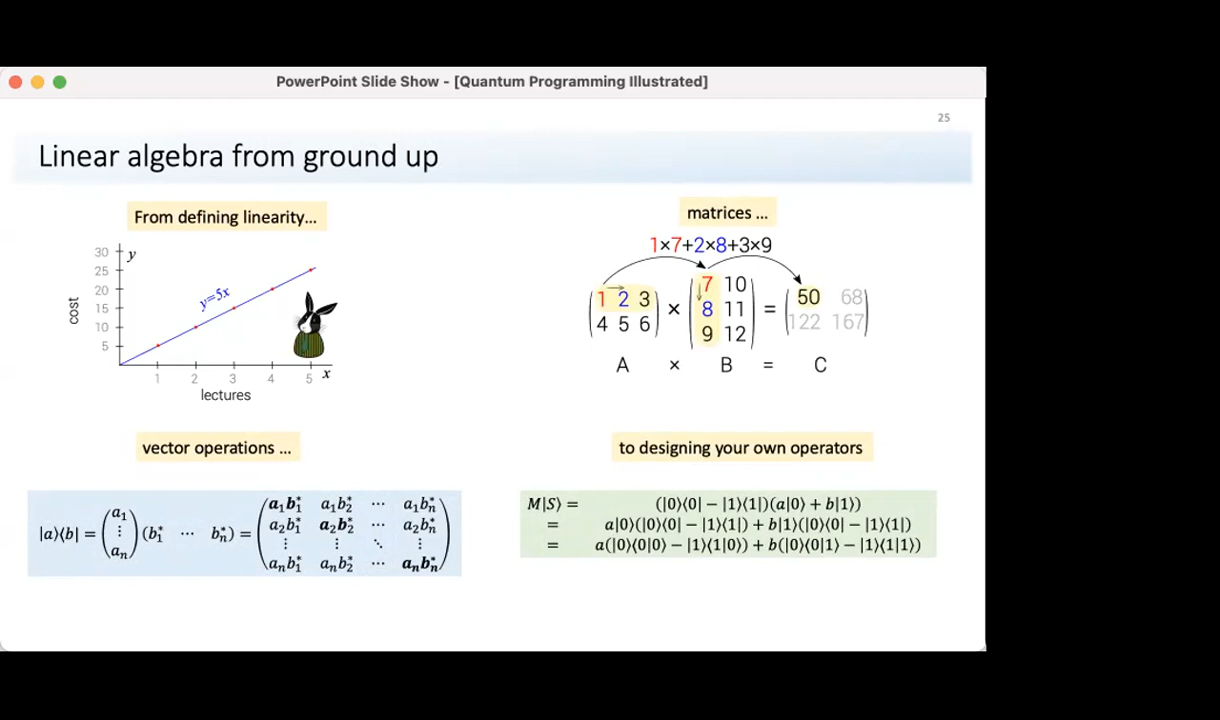 PowerPoint Slide Show - [Quantum Programming Illustrated]
25
Linear algebra from ground up
From defining linearity...
30
25
20
15
10
5
y
y=5x
cost
1 2 3 4 5 x
lectures
matrices ...
1×7+2×8+3×9
(1 2 3
4 5 6)
×
(7 10
8 11
9 12)
=
(50 68
122 167)
A × B = C
vector operations ...
|a⟩⟨b| = (a₁ ⋮ aₙ) (b₁* ⋯ bₙ*) =
(a₁b₁* a₁b₂* ⋯ a₁bₙ*
a₂b₁* a₂b₂* ⋯ a₂bₙ*
⋮ ⋮ ⋱ ⋮
aₙb₁* aₙb₂* ⋯ aₙbₙ*)
to designing your own operators
M|S⟩ = (|0⟩⟨0| − |1⟩⟨1|)(a|0⟩ + b|1⟩)
= a|0⟩(|0⟩⟨0| − |1⟩⟨1|) + b|1⟩(|0⟩⟨0| − |1⟩⟨1|)
= a(|0⟩⟨0|0⟩ − |1⟩⟨1|0⟩) + b(|0⟩⟨0|1⟩ − |1⟩⟨1|1⟩)